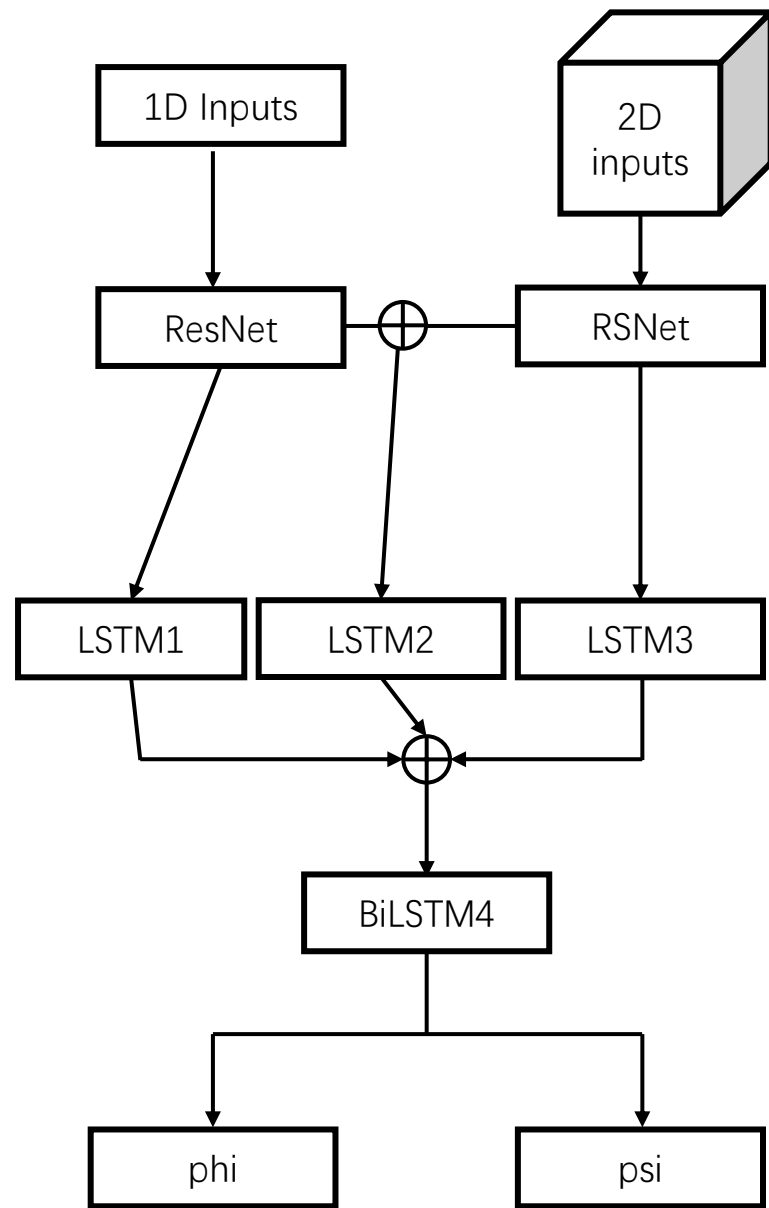 1D Inputs
2D
inputs
ResNet
RSNet
LSTM1
LSTM2
LSTM3
BiLSTM4
phi
psi